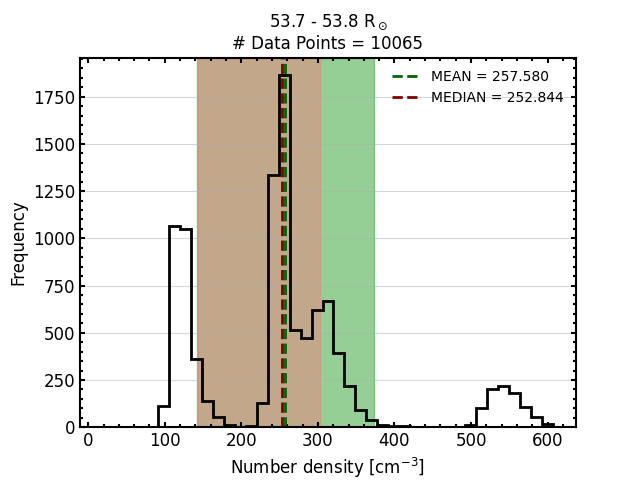 53.7 - 53.8 R⊙
# Data Points = 10065
MEAN = 257.580
MEDIAN = 252.844
Frequency
1750
1500
1250
1000
750
500
250
0
0 100 200 300 400 500 600
Number density [cm⁻³]